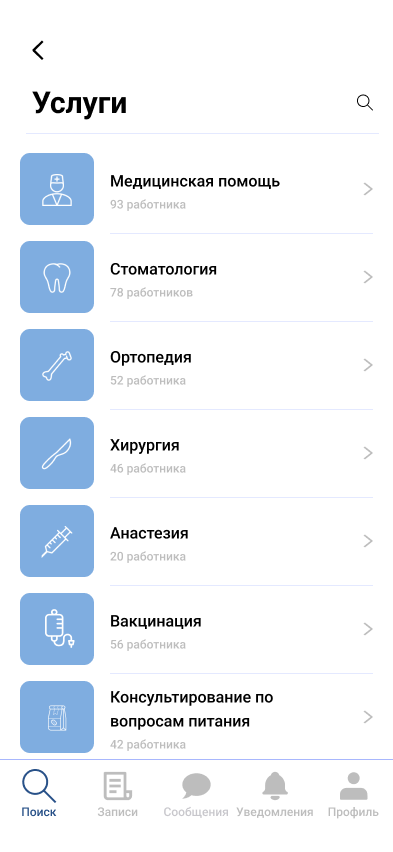 Услуги
Медицинская помощь
93 работника
Стоматология
78 работников
Ортопедия
52 работника
Хирургия
46 работника
Анастезия
20 работника
Вакцинация
56 работника
Консультирование по
вопросам питания
42 работника
Поиск Записи Сообщения Уведомления Профиль